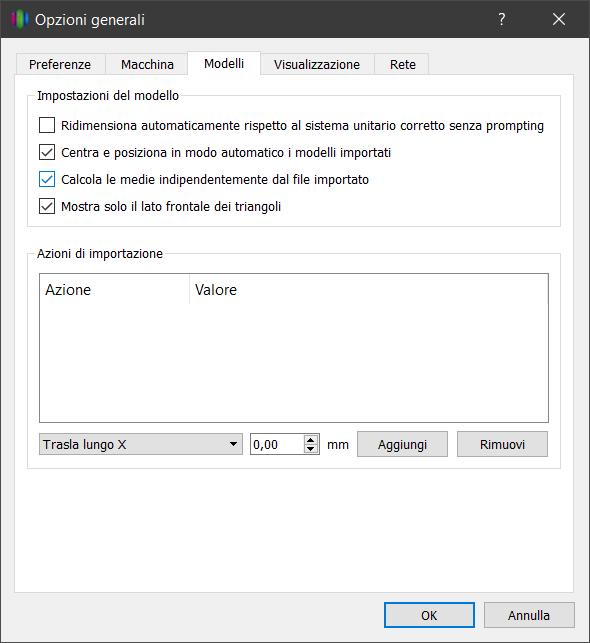 Opzioni generali
?
Preferenze
Macchina
Modelli
Visualizzazione
Rete
Impostazioni del modello
Ridimensiona automaticamente rispetto al sistema unitario corretto senza prompting
Centra e posiziona in modo automatico i modelli importati
Calcola le medie indipendentemente dal file importato
Mostra solo il lato frontale dei triangoli
Azioni di importazione
Azione
Valore
Trasla lungo X
0,00
mm
Aggiungi
Rimuovi
OK
Annulla